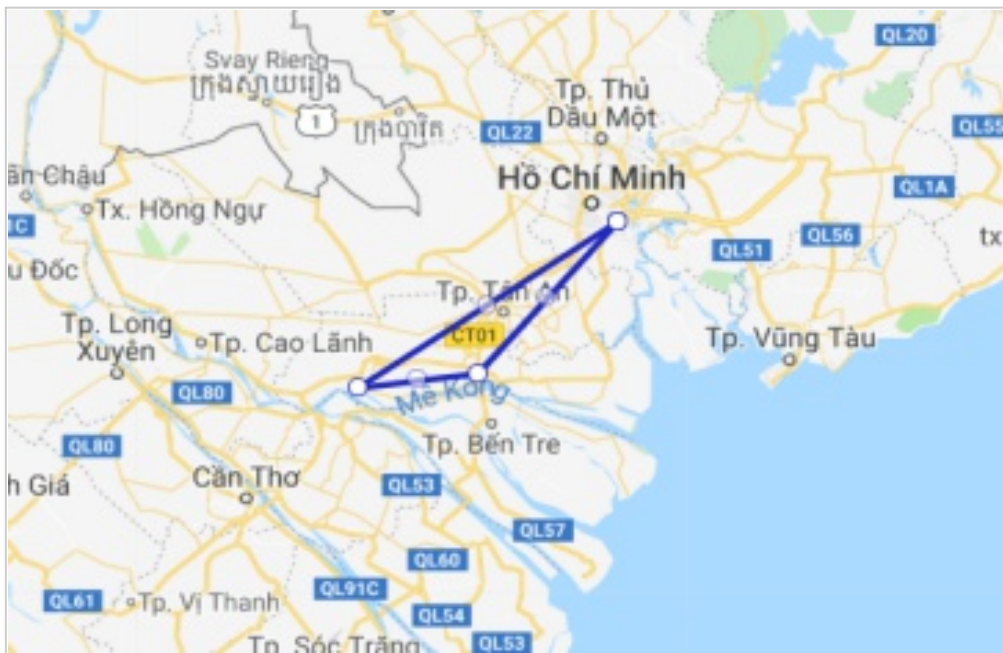 QL20
Svay Rieng
ក្រុងស្វាយរៀង
Tp. Thủ
Dầu Một
1
ក្រុងបាវិត
QL22
QL55
ân Châu
Hồ Chí Minh
QL1A
Tx. Hồng Ngự
1C
QL51
QL56
tx
u Đốc
Tp. Tân An
Tp. Long
Xuyên
Tp. Cao Lãnh
CT01
Tp. Vũng Tàu
QL80
Mê Kông
QL80
Tp. Bến Tre
h Giá
Cần Thơ
QL53
QL57
QL60
QL61
Tp. Vị Thanh
QL91C
QL54
Tp. Sóc Trăng
QL53